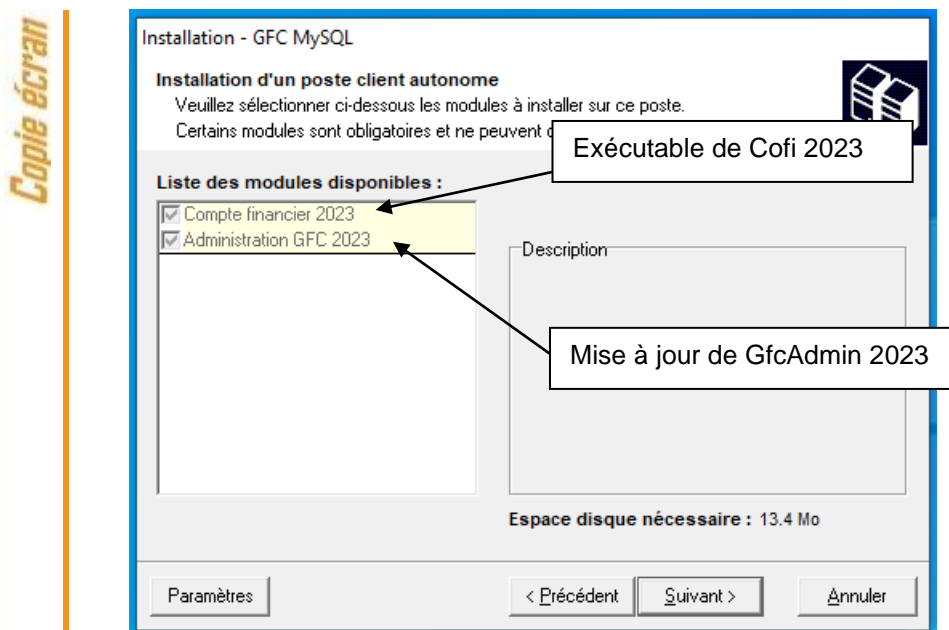 Copie écran
Installation - GFC MySQL
Installation d'un poste client autonome
Veuillez sélectionner ci-dessous les modules à installer sur ce poste.
Certains modules sont obligatoires et ne peuvent
Exécutable de Cofi 2023
Liste des modules disponibles :
Compte financier 2023
Administration GFC 2023
Description
Mise à jour de GfcAdmin 2023
Espace disque nécessaire : 13.4 Mo
Paramètres
< Précédent
Suivant >
Annuler